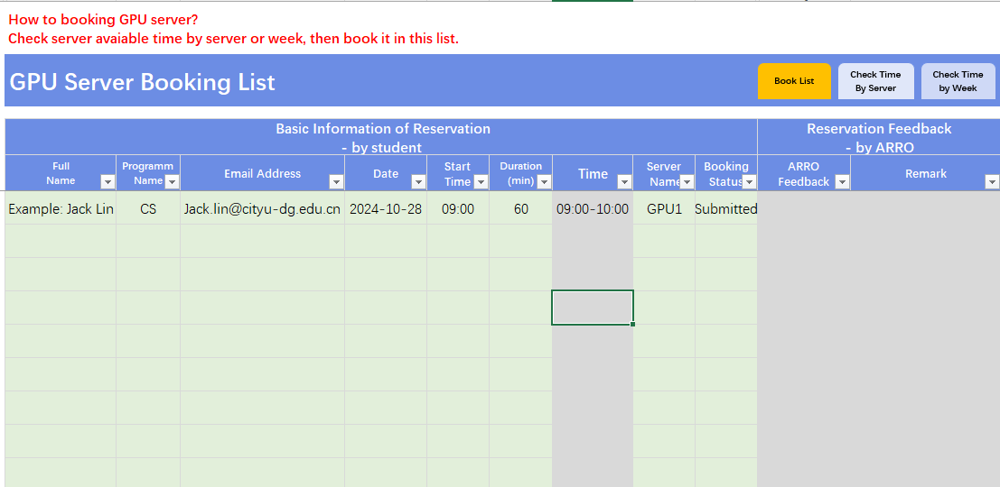 How to booking GPU server?
Check server avaiable time by server or week, then book it in this list.
GPU Server Booking List
Book List
Check Time
By Server
Check Time
by Week
Basic Information of Reservation
- by student
Reservation Feedback
- by ARRO
Full
Name
Programm
Name
Email Address
Date
Start
Time
Duration
(min)
Time
Server
Name
Booking
Status
ARRO
Feedback
Remark
Example: Jack Lin CS Jack.lin@cityu-dg.edu.cn 2024-10-28 09:00 60 09:00-10:00 GPU1 Submitted